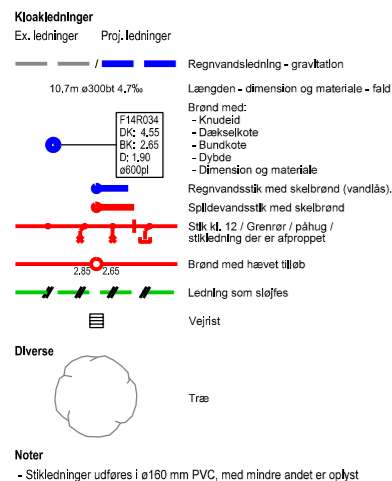 Kloakledninger
Ex. ledninger Proj. ledninger
/ Regnvandsledning - gravitation
10.7m ø300bt 4.7‰ Længden - dimension og materiale - fald
Brønd med:
F14R034 - Knudeid
DK: 4.55 - Dækselkote
BK: 2.65 - Bundkote
D: 1.90 - Dybde
ø600pl - Dimension og materiale
Regnvandsstik med skelbrønd (vandlås).
Spildevandsstik med skelbrønd
Stik kl. 12 / Grenrør / påhug /
stikledning der er afproppet
Brønd med hævet tilløb
2.85 2.65
Ledning som sløjfes
Vejrist
Diverse
Træ
Noter
- Stikledninger udføres i ø160 mm PVC, med mindre andet er oplyst